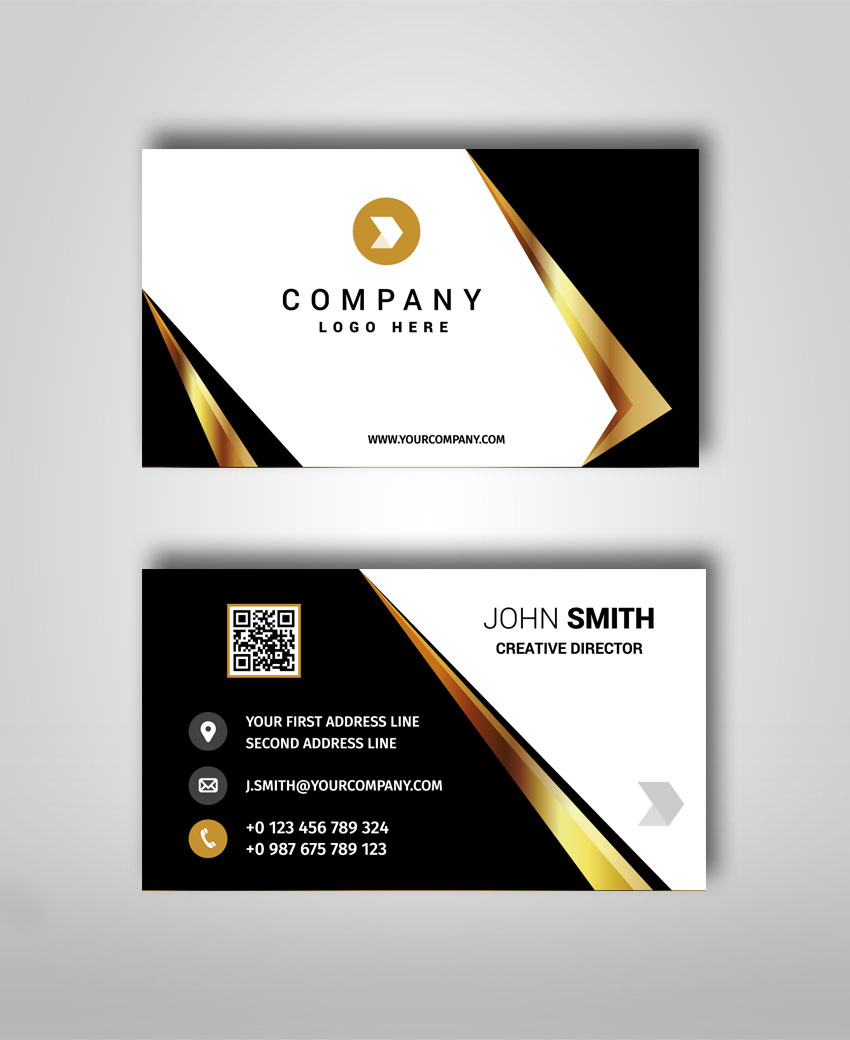 COMPANY
LOGO HERE
WWW.YOURCOMPANY.COM
JOHN SMITH
CREATIVE DIRECTOR
YOUR FIRST ADDRESS LINE
SECOND ADDRESS LINE
J.SMITH@YOURCOMPANY.COM
+0 123 456 789 324
+0 987 675 789 123